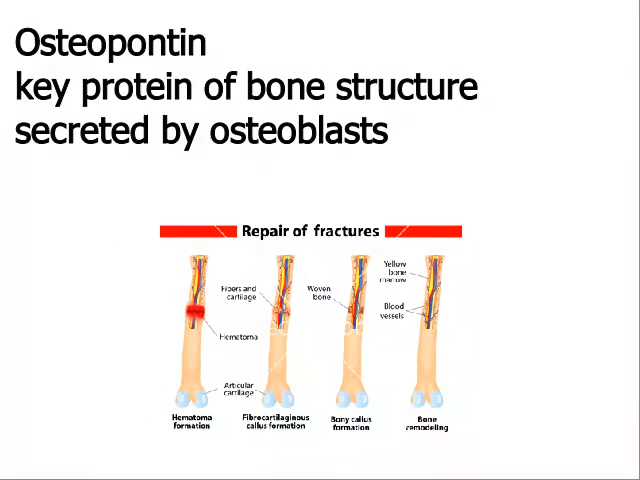 Osteopontin
key protein of bone structure
secreted by osteoblasts
Repair of fractures
Yellow
bone
marrow
Fibers and
cartilage
Woven
bone
Blood
vessels
Hematoma
Articular
cartilage
Hematoma
formation
Fibrocartilaginous
callus formation
Bony callus
formation
Bone
remodeling